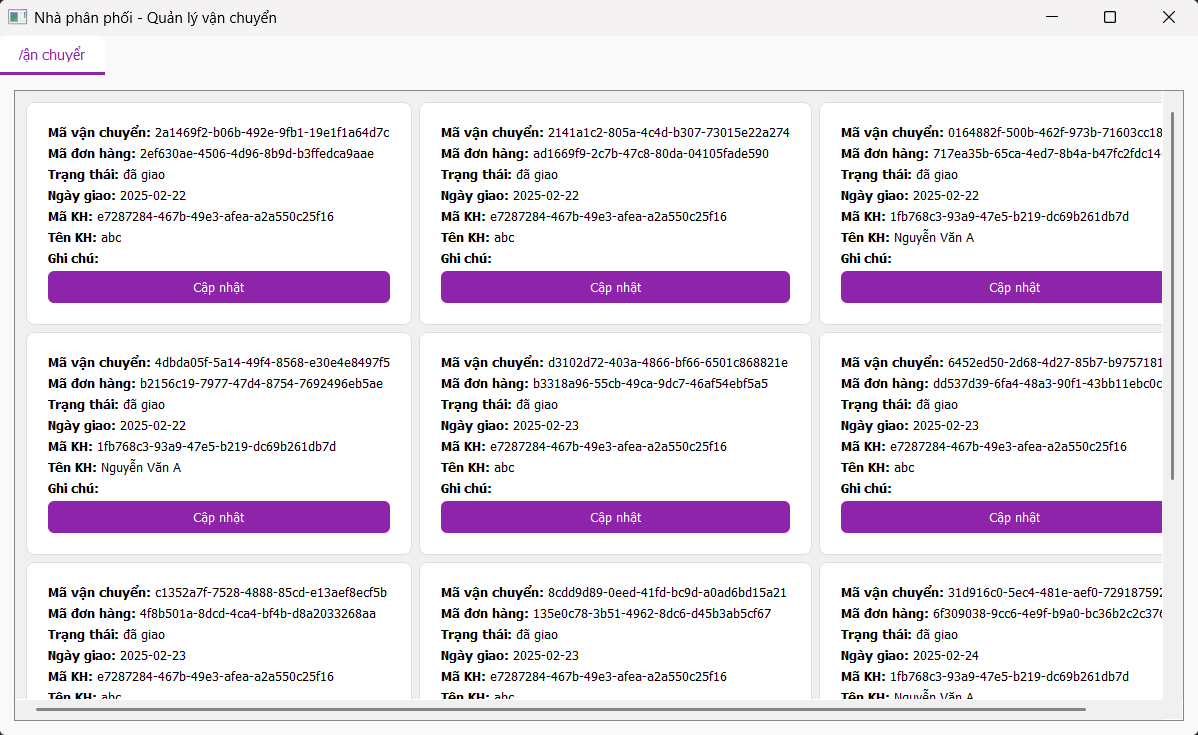 Nhà phân phối - Quản lý vận chuyển
ận chuyển
Mã vận chuyển: 2a1469f2-b06b-492e-9fb1-19e1f1a64d7c
Mã đơn hàng: 2ef630ae-4506-4d96-8b9d-b3ffedca9aae
Trạng thái: đã giao
Ngày giao: 2025-02-22
Mã KH: e7287284-467b-49e3-afea-a2a550c25f16
Tên KH: abc
Ghi chú:
Cập nhật
Mã vận chuyển: 2141a1c2-805a-4c4d-b307-73015e22a274
Mã đơn hàng: ad1669f9-2c7b-47c8-80da-04105fade590
Trạng thái: đã giao
Ngày giao: 2025-02-22
Mã KH: e7287284-467b-49e3-afea-a2a550c25f16
Tên KH: abc
Ghi chú:
Cập nhật
Mã vận chuyển: 0164882f-500b-462f-973b-71603cc18
Mã đơn hàng: 717ea35b-65ca-4ed7-8b4a-b47fc2fdc14
Trạng thái: đã giao
Ngày giao: 2025-02-22
Mã KH: 1fb768c3-93a9-47e5-b219-dc69b261db7d
Tên KH: Nguyễn Văn A
Ghi chú:
Cập nhật
Mã vận chuyển: 4dbda05f-5a14-49f4-8568-e30e4e8497f5
Mã đơn hàng: b2156c19-7977-47d4-8754-7692496eb5ae
Trạng thái: đã giao
Ngày giao: 2025-02-22
Mã KH: 1fb768c3-93a9-47e5-b219-dc69b261db7d
Tên KH: Nguyễn Văn A
Ghi chú:
Cập nhật
Mã vận chuyển: d3102d72-403a-4866-bf66-6501c868821e
Mã đơn hàng: b3318a96-55cb-49ca-9dc7-46af54ebf5a5
Trạng thái: đã giao
Ngày giao: 2025-02-23
Mã KH: e7287284-467b-49e3-afea-a2a550c25f16
Tên KH: abc
Ghi chú:
Cập nhật
Mã vận chuyển: 6452ed50-2d68-4d27-85b7-b9757181
Mã đơn hàng: dd537d39-6fa4-48a3-90f1-43bb11ebc0c
Trạng thái: đã giao
Ngày giao: 2025-02-23
Mã KH: e7287284-467b-49e3-afea-a2a550c25f16
Tên KH: abc
Ghi chú:
Cập nhật
Mã vận chuyển: c1352a7f-7528-4888-85cd-e13aef8ecf5b
Mã đơn hàng: 4f8b501a-8dcd-4ca4-bf4b-d8a2033268aa
Trạng thái: đã giao
Ngày giao: 2025-02-23
Mã KH: e7287284-467b-49e3-afea-a2a550c25f16
Tên KH: abc
Mã vận chuyển: 8cdd9d89-0eed-41fd-bc9d-a0ad6bd15a21
Mã đơn hàng: 135e0c78-3b51-4962-8dc6-d45b3ab5cf67
Trạng thái: đã giao
Ngày giao: 2025-02-23
Mã KH: e7287284-467b-49e3-afea-a2a550c25f16
Tên KH: abc
Mã vận chuyển: 31d916c0-5ec4-481e-aef0-729187592
Mã đơn hàng: 6f309038-9cc6-4e9f-b9a0-bc36b2c2c376
Trạng thái: đã giao
Ngày giao: 2025-02-24
Mã KH: 1fb768c3-93a9-47e5-b219-dc69b261db7d
Tên KH: Nguyễn Văn A